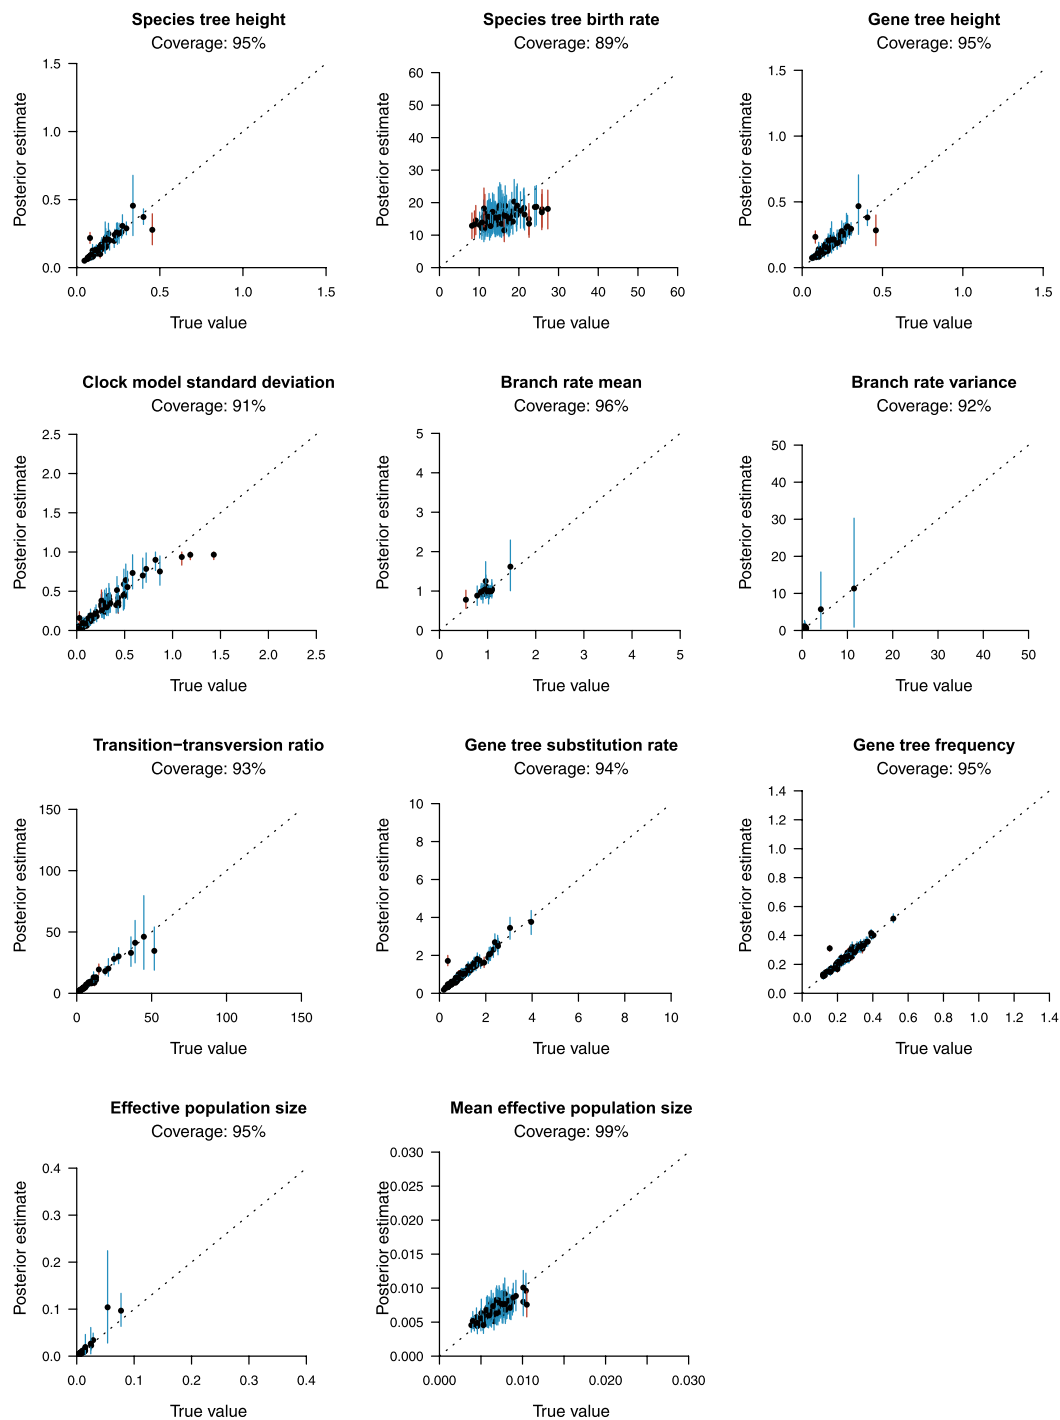 Species tree height
Coverage: 95%
Posterior estimate
1.5
1.0
0.5
0.0
0.0 0.5 1.0 1.5
True value
Species tree birth rate
Coverage: 89%
Posterior estimate
60
50
40
30
20
10
0
0 10 20 30 40 50 60
True value
Gene tree height
Coverage: 95%
Posterior estimate
1.5
1.0
0.5
0.0
0.0 0.5 1.0 1.5
True value
Clock model standard deviation
Coverage: 91%
Posterior estimate
2.5
2.0
1.5
1.0
0.5
0.0
0.0 0.5 1.0 1.5 2.0 2.5
True value
Branch rate mean
Coverage: 96%
Posterior estimate
5
4
3
2
1
0
0 1 2 3 4 5
True value
Branch rate variance
Coverage: 92%
Posterior estimate
50
40
30
20
10
0
0 10 20 30 40 50
True value
Transition−transversion ratio
Coverage: 93%
Posterior estimate
150
100
50
0
0 50 100 150
True value
Gene tree substitution rate
Coverage: 94%
Posterior estimate
10
8
6
4
2
0
0 2 4 6 8 10
True value
Gene tree frequency
Coverage: 95%
Posterior estimate
1.4
1.2
1.0
0.8
0.6
0.4
0.2
0.0
0.0 0.2 0.4 0.6 0.8 1.0 1.2 1.4
True value
Effective population size
Coverage: 95%
Posterior estimate
0.4
0.3
0.2
0.1
0.0
0.0 0.1 0.2 0.3 0.4
True value
Mean effective population size
Coverage: 99%
Posterior estimate
0.030
0.020
0.020
0.015
0.010
0.005
0.000
0.000 0.010 0.020 0.030
True value